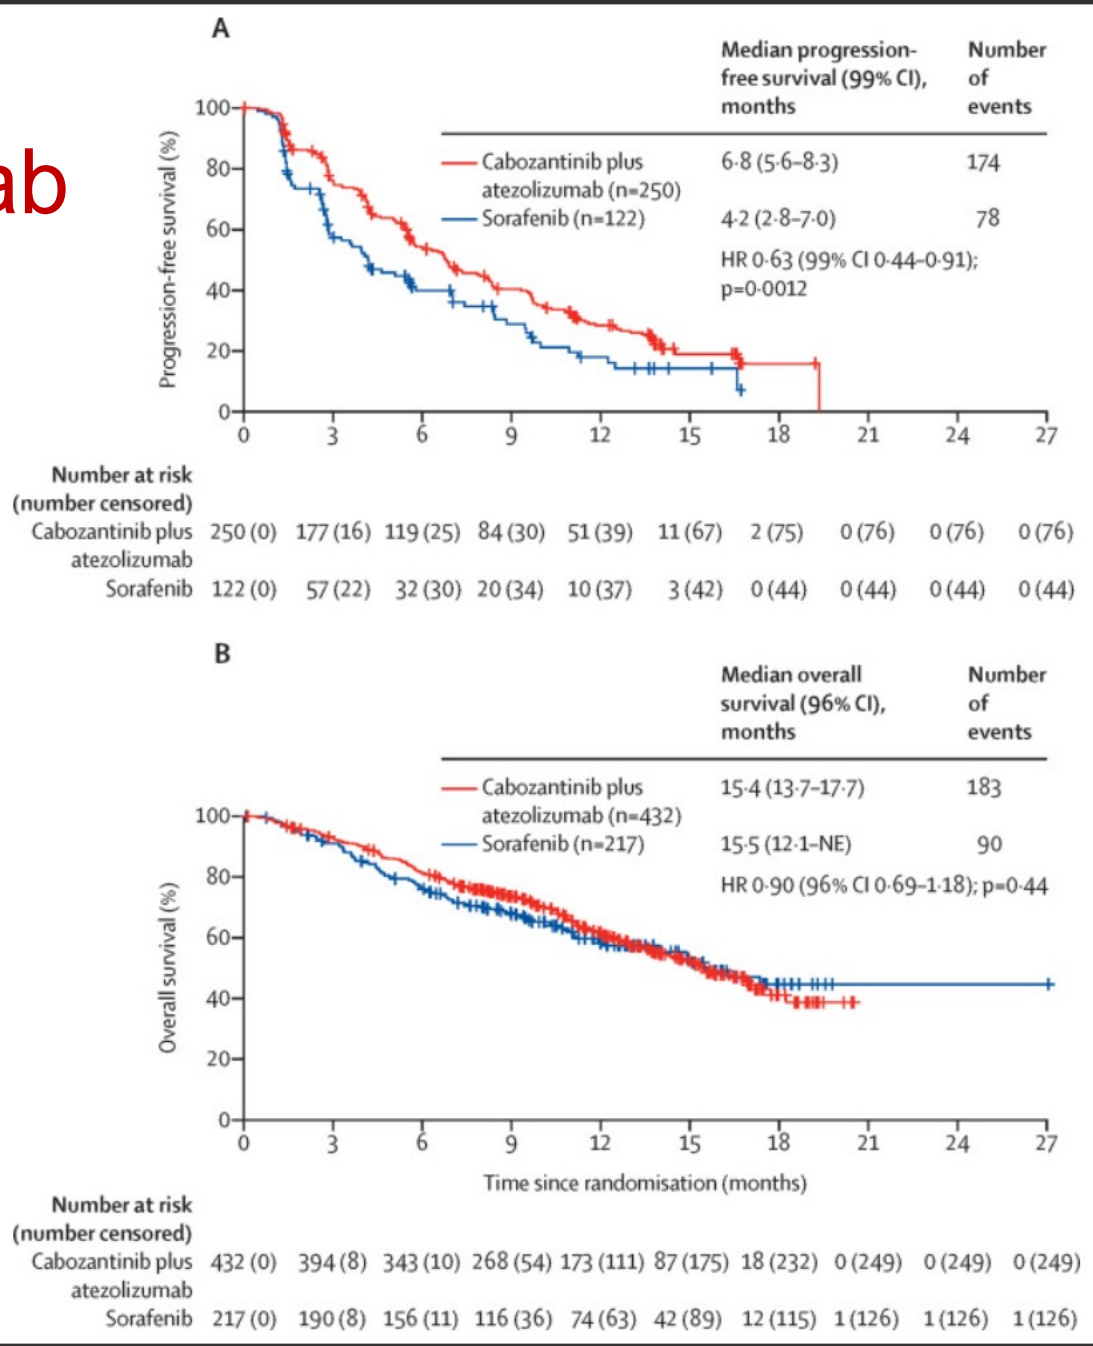 ab
A
Median progression-
free survival (99% CI),
months
Number
of
events
Cabozantinib plus
atezolizumab (n=250)
6·8 (5·6–8·3)
174
Sorafenib (n=122)
4·2 (2·8–7·0)
78
HR 0·63 (99% CI 0·44–0·91);
p=0·0012
Progression-free survival (%)
100
80
60
40
20
0
0 3 6 9 12 15 18 21 24 27
Number at risk
(number censored)
Cabozantinib plus 250 (0) 177 (16) 119 (25) 84 (30) 51 (39) 11 (67) 2 (75) 0 (76) 0 (76) 0 (76)
atezolizumab
Sorafenib 122 (0) 57 (22) 32 (30) 20 (34) 10 (37) 3 (42) 0 (44) 0 (44) 0 (44) 0 (44)
B
Median overall
survival (96% CI),
months
Number
of
events
Cabozantinib plus
atezolizumab (n=432)
15·4 (13·7–17·7)
183
Sorafenib (n=217)
15·5 (12·1–NE)
90
HR 0·90 (96% CI 0·69–1·18); p=0·44
Overall survival (%)
100
80
60
40
20
0
0 3 6 9 12 15 18 21 24 27
Time since randomisation (months)
Number at risk
(number censored)
Cabozantinib plus 432 (0) 394 (8) 343 (10) 268 (54) 173 (111) 87 (175) 18 (232) 0 (249) 0 (249) 0 (249)
atezolizumab
Sorafenib 217 (0) 190 (8) 156 (11) 116 (36) 74 (63) 42 (89) 12 (115) 1 (126) 1 (126) 1 (126)